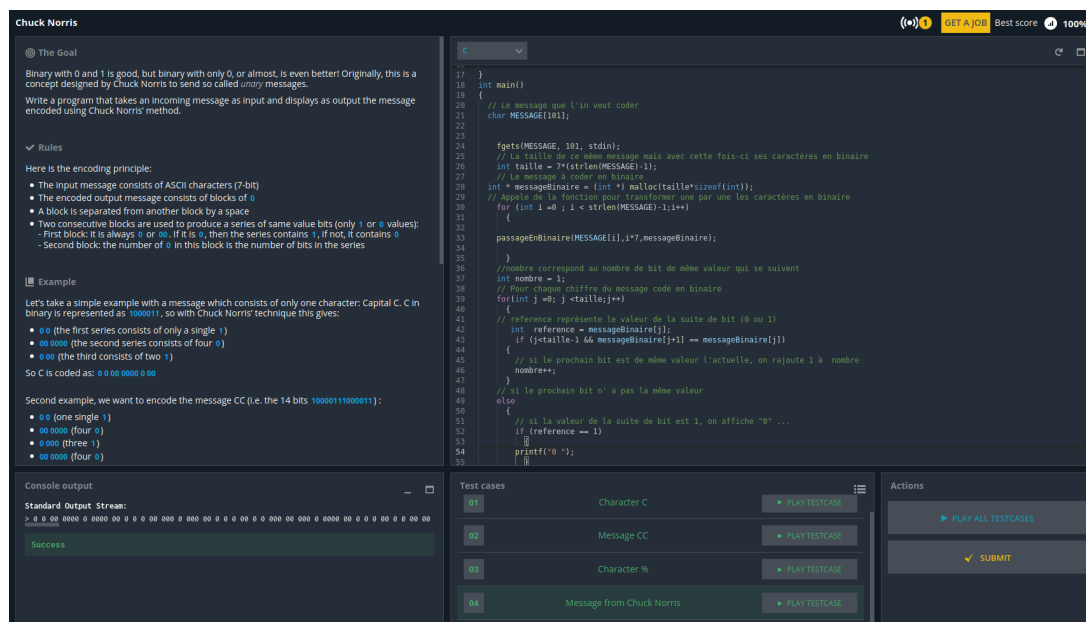 Chuck Norris
1
GET A JOB
Best score
100%
The Goal
Binary with 0 and 1 is good, but binary with only 0, or almost, is even better! Originally, this is a
concept designed by Chuck Norris to send so called unary messages.
Write a program that takes an incoming message as input and displays as output the message
encoded using Chuck Norris' method.
Rules
Here is the encoding principle:
The input message consists of ASCII characters (7-bit)
The encoded output message consists of blocks of 0
A block is separated from another block by a space
Two consecutive blocks are used to produce a series of same value bits (only 1 or 0 values):
- First block: it is always 0 or 00. If it is 0, then the series contains 1, if not, it contains 0
- Second block: the number of 0 in this block is the number of bits in the series
Example
Let's take a simple example with a message which consists of only one character: Capital C. C in
binary is represented as 1000011, so with Chuck Norris' technique this gives:
0 0 (the first series consists of only a single 1)
00 0000 (the second series consists of four 0)
0 00 (the third consists of two 1)
So C is coded as: 0 0 00 0000 0 00
Second example, we want to encode the message CC (i.e. the 14 bits 10000111000011) :
0 0 (one single 1)
00 0000 (four 0)
0 000 (three 1)
00 0000 (four 0)
C
17 }
18 int main()
19 {
20 // Le message que l'in veut coder
21 char MESSAGE[101];
22
23
24 fgets(MESSAGE, 101, stdin);
25 // La taille de ce même message mais avec cette fois-ci ses caractères en binaire
26 int taille = 7*(strlen(MESSAGE)-1);
27 // Le message à coder en binaire
28 int * messageBinaire = (int *) malloc(taille*sizeof(int));
29 // Appele de la fonction pour transformer une par une les caractères en binaire
30 for (int i =0 ; i < strlen(MESSAGE)-1;i++)
31 {
32
33 passageEnBinaire(MESSAGE[i],i*7,messageBinaire);
34
35 }
36 //nombre correspond au nombre de bit de même valeur qui se suivent
37 int nombre = 1;
38 // Pour chaque chiffre du message codé en binaire
39 for(int j =0; j <taille;j++)
40 {
41 // reference représente le valeur de la suite de bit (0 ou 1)
42 int reference = messageBinaire[j];
43 if (j<taille-1 && messageBinaire[j+1] == messageBinaire[j])
44 {
45 // si le prochain bit est de même valeur l'actuelle, on rajoute 1 à nombre
46 nombre++;
47 }
48 // si le prochain bit n' a pas la même valeur
49 else
50 {
51 // si la valeur de la suite de bit est 1, on affiche "0" ...
52 if (reference == 1)
53 {
54 printf("0 ");
55 }
Console output
Standard Output Stream:
> 0 0 00 0000 0 0000 00 0 0 0 00 000 0 000 00 0 0 0 00 0 0 000 00 000 0 0000 00 0 0 0 00 0 0 00 00
Success
Test cases
01 Character C PLAY TESTCASE
02 Message CC PLAY TESTCASE
03 Character % PLAY TESTCASE
04 Message from Chuck Norris PLAY TESTCASE
Actions
PLAY ALL TESTCASES
SUBMIT